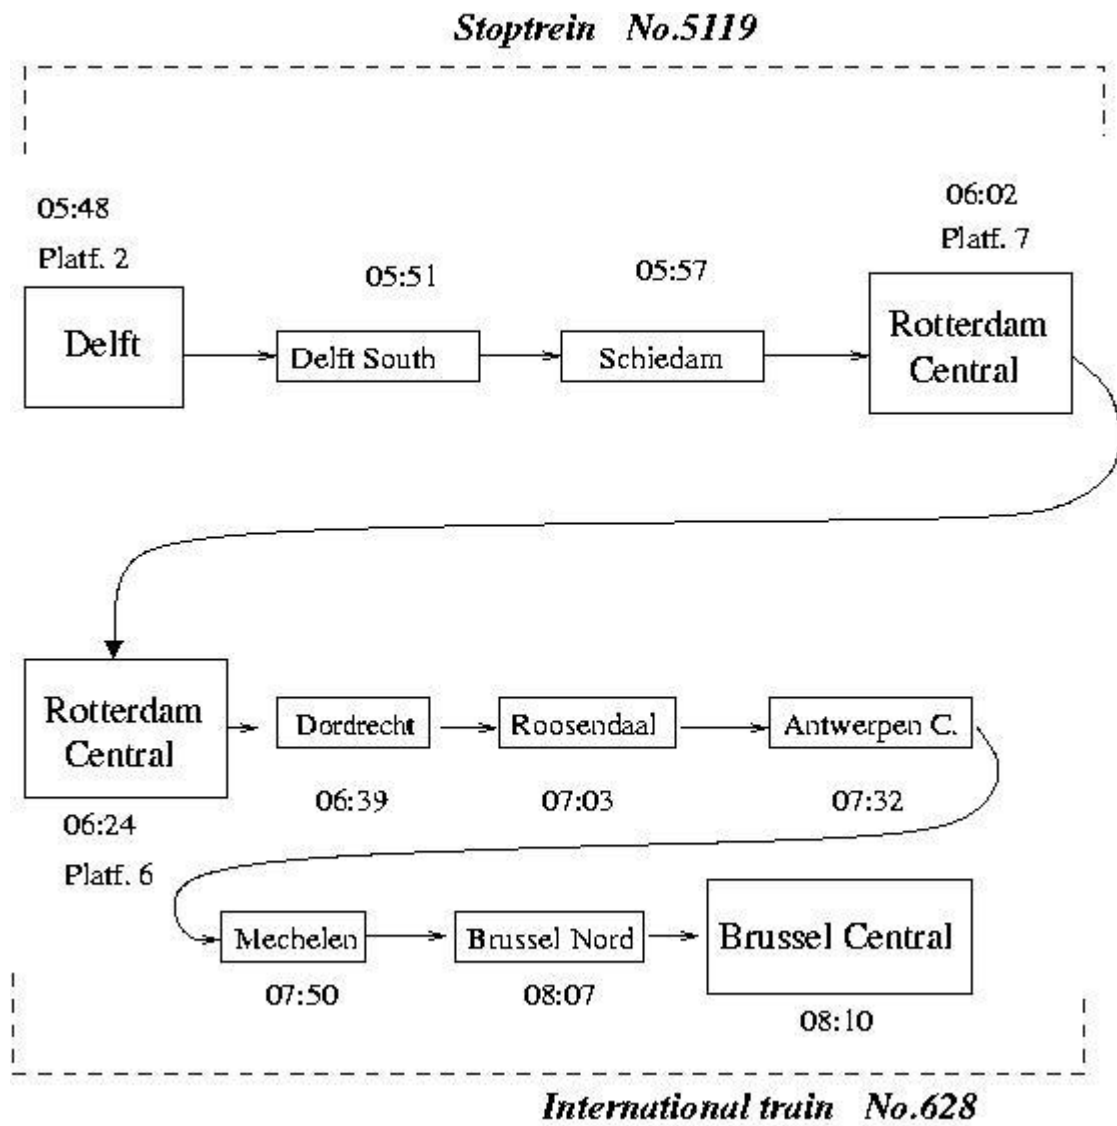 Stoptrein No.5119
05:48
Platf. 2
06:02
Platf. 7
05:51
05:57
Delft
Delft South
Schiedam
Rotterdam
Central
Rotterdam
Central
Dordrecht
Roosendaal
Antwerpen C.
06:24
Platf. 6
06:39
07:03
07:32
Mechelen
Brussel Nord
Brussel Central
07:50
08:07
08:10
International train No.628